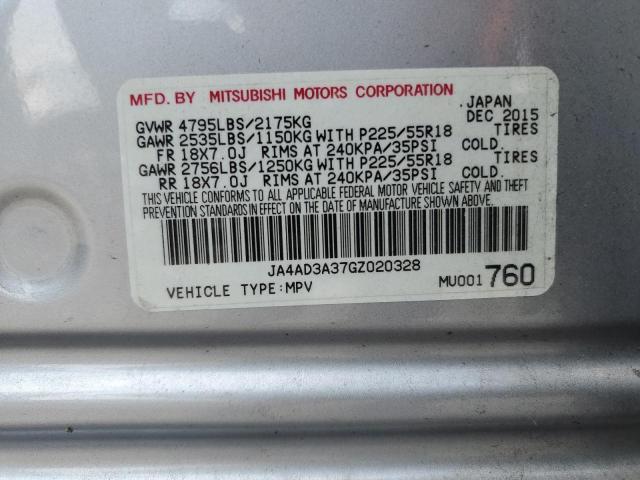 MFD. BY MITSUBISHI MOTORS CORPORATION
JAPAN
GVWR 4795LBS/2175KG DEC 2015
GAWR 2535LBS/1150KG WITH P225/55R18 TIRES
FR 18X7.0J RIMS AT 240KPA/35PSI COLD.
GAWR 2756LBS/1250KG WITH P225/55R18 TIRES
RR 18X7.0J RIMS AT 240KPA/35PSI COLD.
THIS VEHICLE CONFORMS TO ALL APPLICABLE FEDERAL MOTOR VEHICLE SAFETY AND THEFT
PREVENTION STANDARDS IN EFFECT ON THE DATE OF MANUFACTURE SHOWN ABOVE.
JA4AD3A37GZ020328
VEHICLE TYPE:MPV MU001760